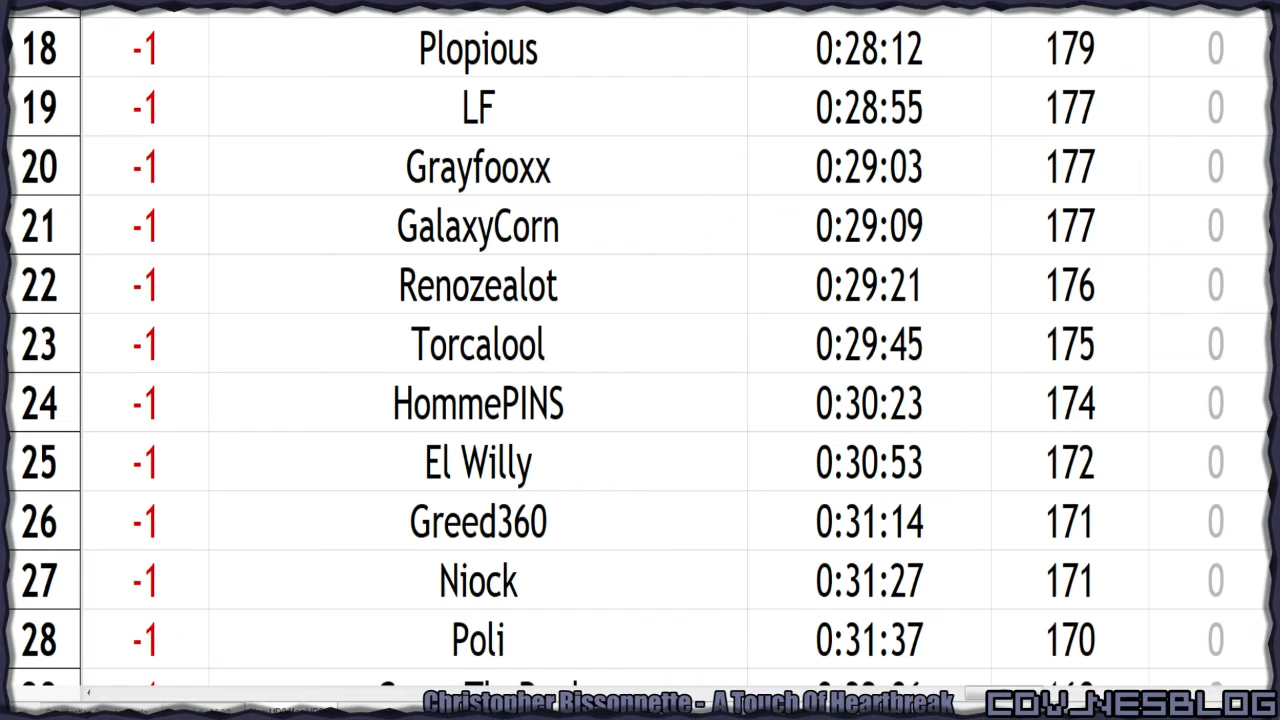 18 -1 Plopious 0:28:12 179 0
19 -1 LF 0:28:55 177 0
20 -1 Grayfooxx 0:29:03 177 0
21 -1 GalaxyCorn 0:29:09 177 0
22 -1 Renozealot 0:29:21 176 0
23 -1 Torcalool 0:29:45 175 0
24 -1 HommePINS 0:30:23 174 0
25 -1 El Willy 0:30:53 172 0
26 -1 Greed360 0:31:14 171 0
27 -1 Niock 0:31:27 171 0
28 -1 Poli 0:31:37 170 0
Christopher Bissonnette - A Touch Of Heartbreak